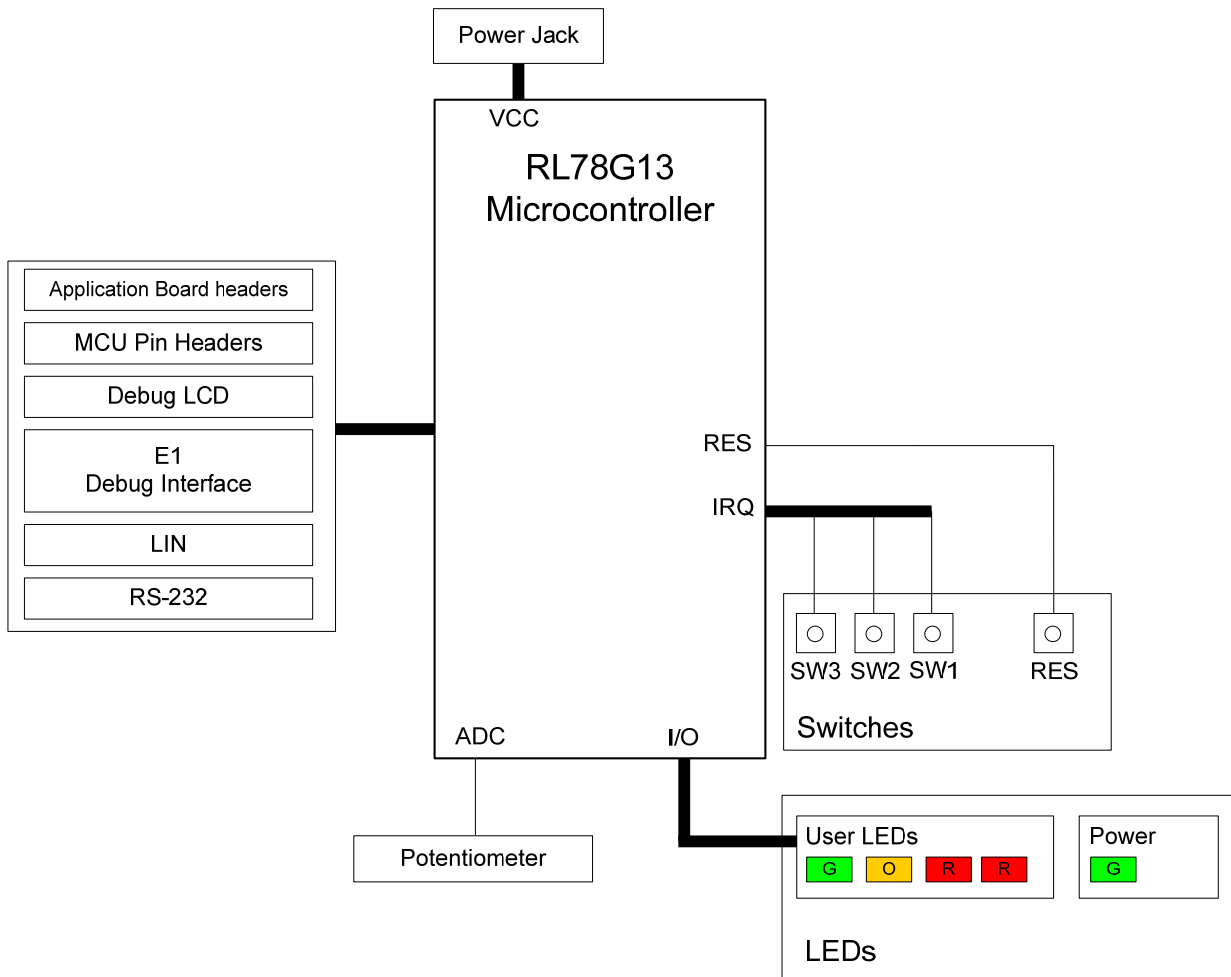 Power Jack
VCC
RL78G13
Microcontroller
Application Board headers
MCU Pin Headers
Debug LCD
E1
Debug Interface
LIN
RS-232
RES
IRQ
SW3
SW2
SW1
RES
Switches
ADC
I/O
Potentiometer
User LEDs
G
O
R
R
Power
G
LEDs